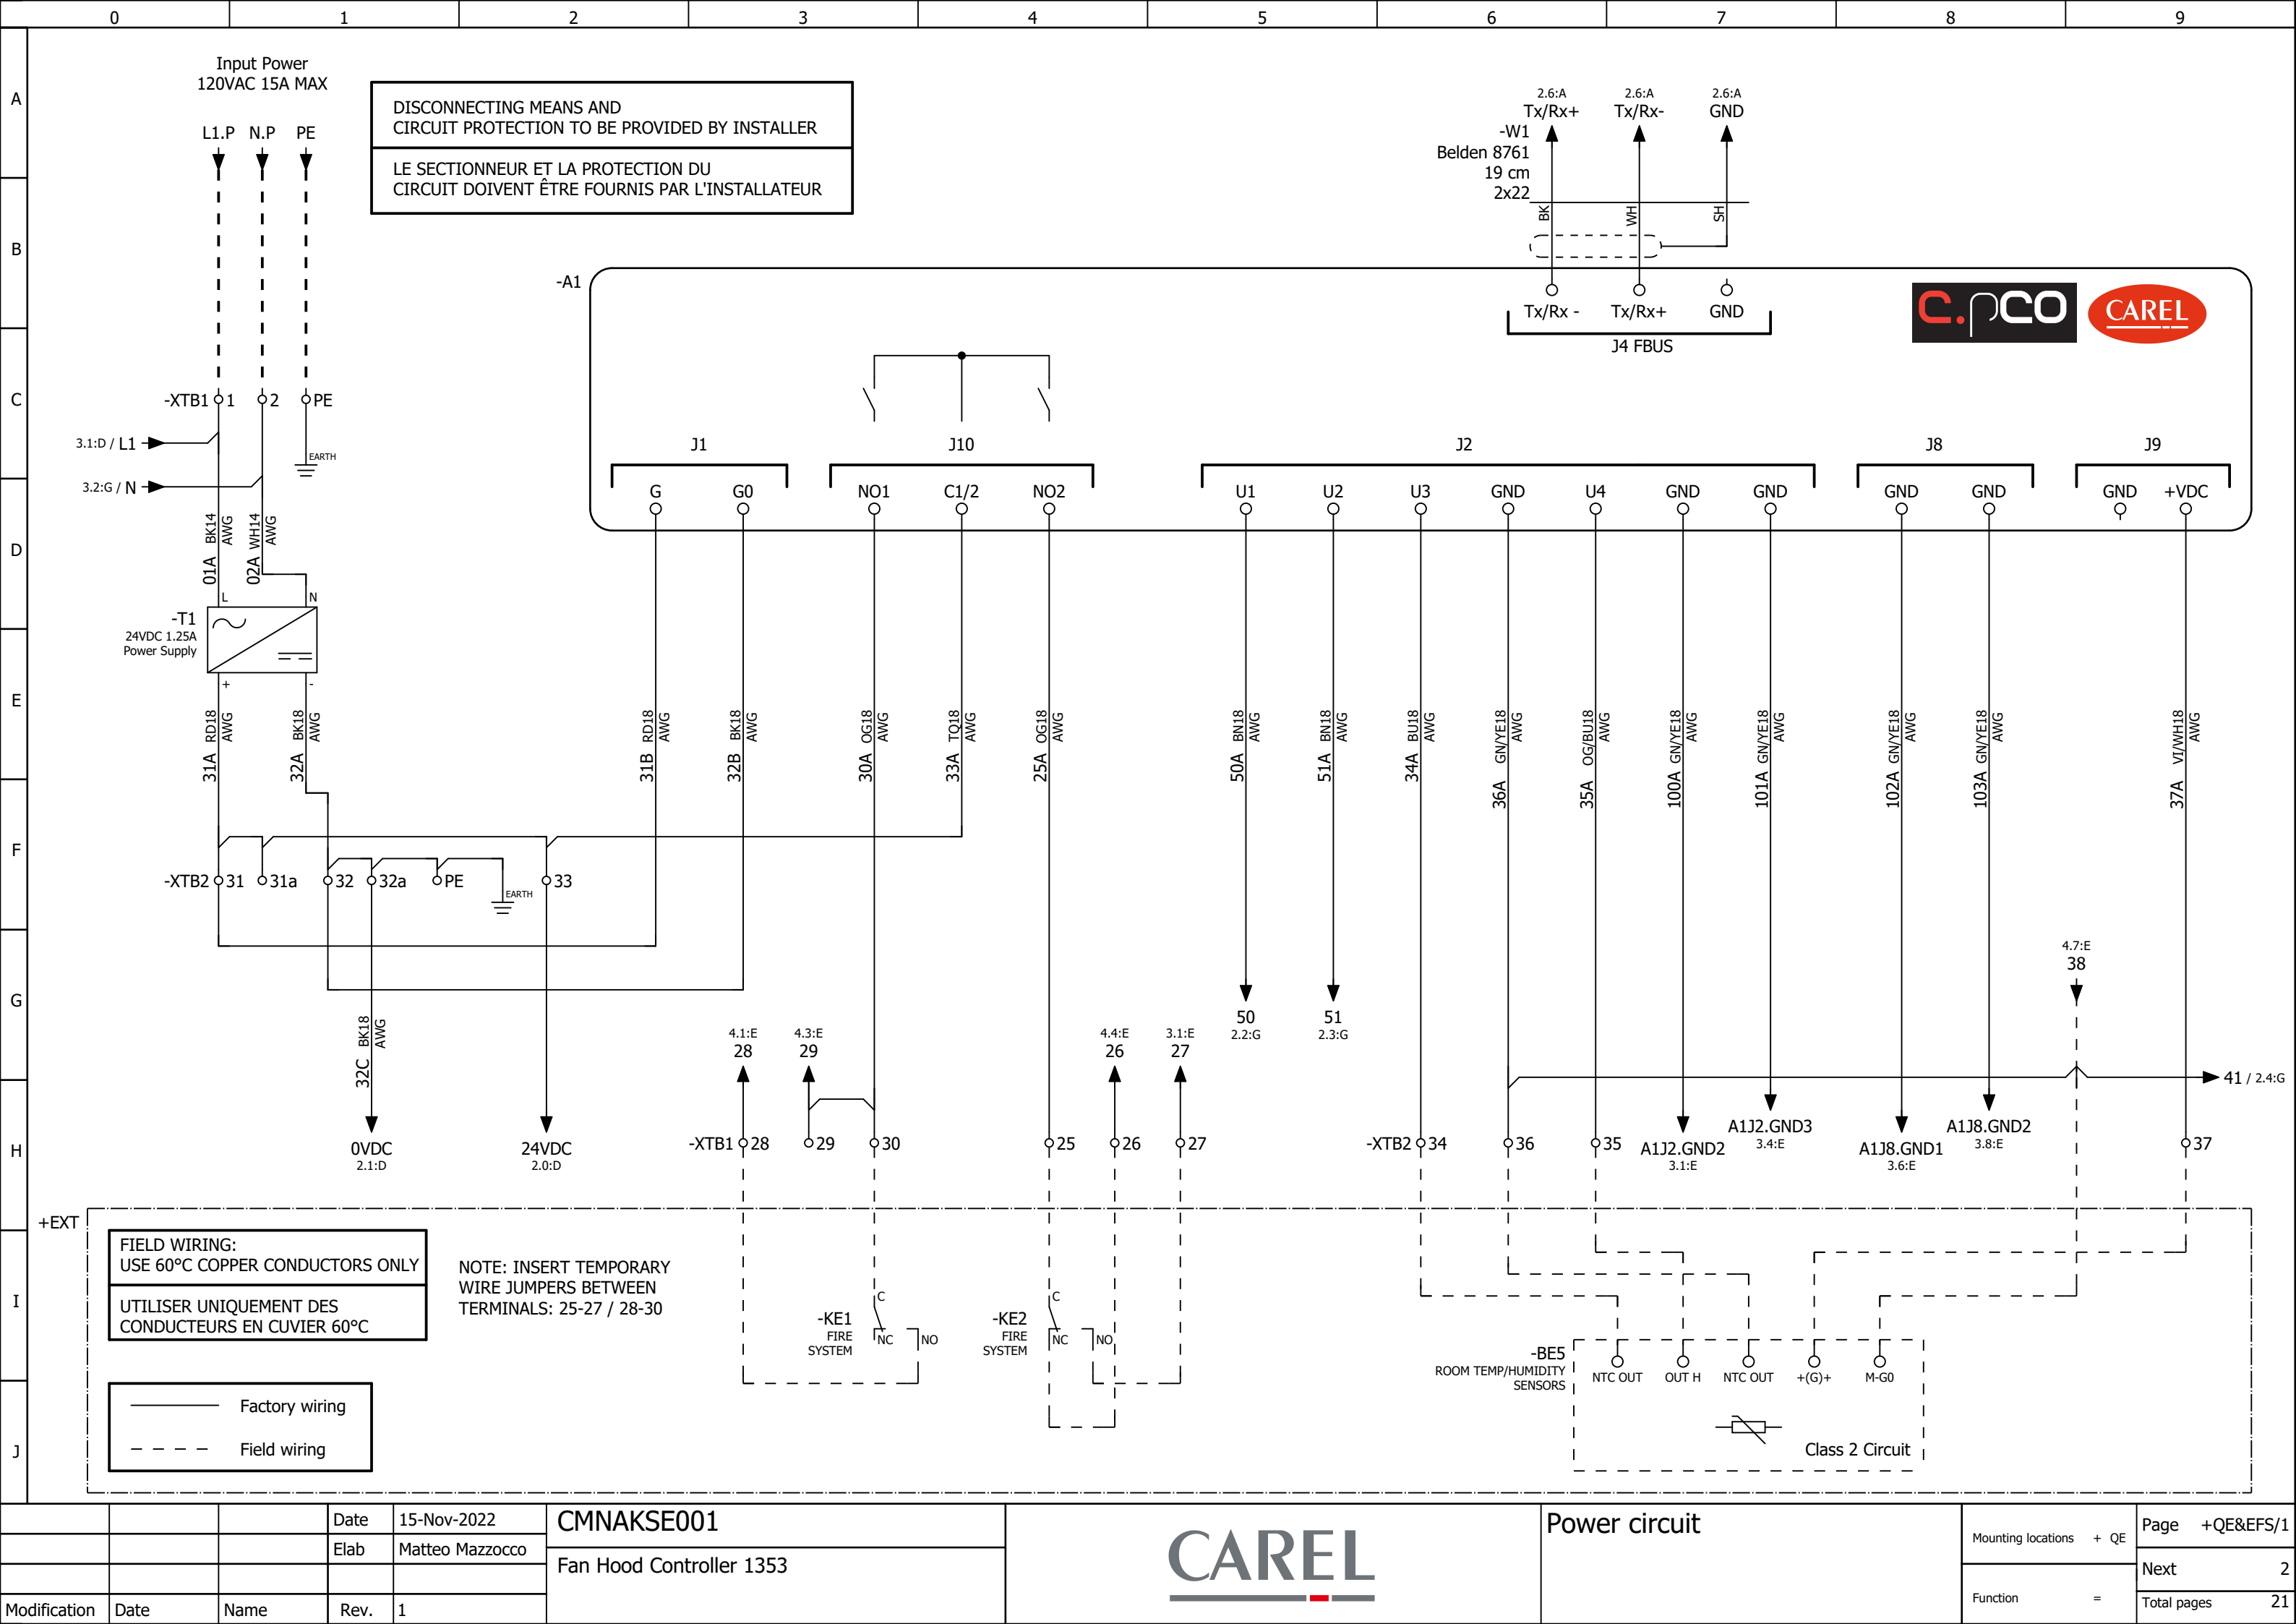 0 1 2 3 4 5 6 7 8 9
A
B
C
D
E
F
G
H
I
J
Input Power
120VAC 15A MAX
L1.P N.P PE
DISCONNECTING MEANS AND
CIRCUIT PROTECTION TO BE PROVIDED BY INSTALLER
LE SECTIONNEUR ET LA PROTECTION DU
CIRCUIT DOIVENT ÊTRE FOURNIS PAR L'INSTALLATEUR
2.6:A 2.6:A 2.6:A
Tx/Rx+ Tx/Rx- GND
-W1
Belden 8761
19 cm
2x22
BK WH SH
-A1
Tx/Rx - Tx/Rx+ GND
J4 FBUS
c.pCO
CAREL
-XTB1 1 2 PE
3.1:D / L1
EARTH
3.2:G / N
J1 J10 J2 J8 J9
G G0 NO1 C1/2 NO2 U1 U2 U3 GND U4 GND GND GND GND GND +VDC
01A BK14 AWG
02A WH14 AWG
L N
-T1
24VDC 1.25A
Power Supply
+ -
31A RD18 AWG
32A BK18 AWG
31B RD18 AWG
32B BK18 AWG
30A OG18 AWG
33A TQ18 AWG
25A OG18 AWG
50A BN18 AWG
51A BN18 AWG
34A BU18 AWG
36A GN/YE18 AWG
35A OG/BU18 AWG
100A GN/YE18 AWG
101A GN/YE18 AWG
102A GN/YE18 AWG
103A GN/YE18 AWG
37A VI/WH18 AWG
-XTB2 31 31a 32 32a PE 33
EARTH
32C BK18 AWG
0VDC
2.1:D
24VDC
2.0:D
4.1:E 4.3:E 4.4:E 3.1:E
28 29 26 27
50
2.2:G
51
2.3:G
4.7:E
38
41 / 2.4:G
-XTB1 28 29 30 25 26 27
-XTB2 34 36 35 37
A1J2.GND2
3.1:E
A1J2.GND3
3.4:E
A1J8.GND1
3.6:E
A1J8.GND2
3.8:E
+EXT
FIELD WIRING:
USE 60°C COPPER CONDUCTORS ONLY
UTILISER UNIQUEMENT DES
CONDUCTEURS EN CUVIER 60°C
NOTE: INSERT TEMPORARY
WIRE JUMPERS BETWEEN
TERMINALS: 25-27 / 28-30
-KE1
FIRE
SYSTEM
C NC NO
-KE2
FIRE
SYSTEM
C NC NO
-BE5
ROOM TEMP/HUMIDITY
SENSORS
NTC OUT OUT H NTC OUT +(G)+ M-G0
Class 2 Circuit
Factory wiring
Field wiring
Date 15-Nov-2022
Elab Matteo Mazzocco
Modification Date Name Rev. 1
CMNAKSE001
Fan Hood Controller 1353
CAREL
Power circuit
Mounting locations + QE
Function =
Page +QE&EFS/1
Next 2
Total pages 21